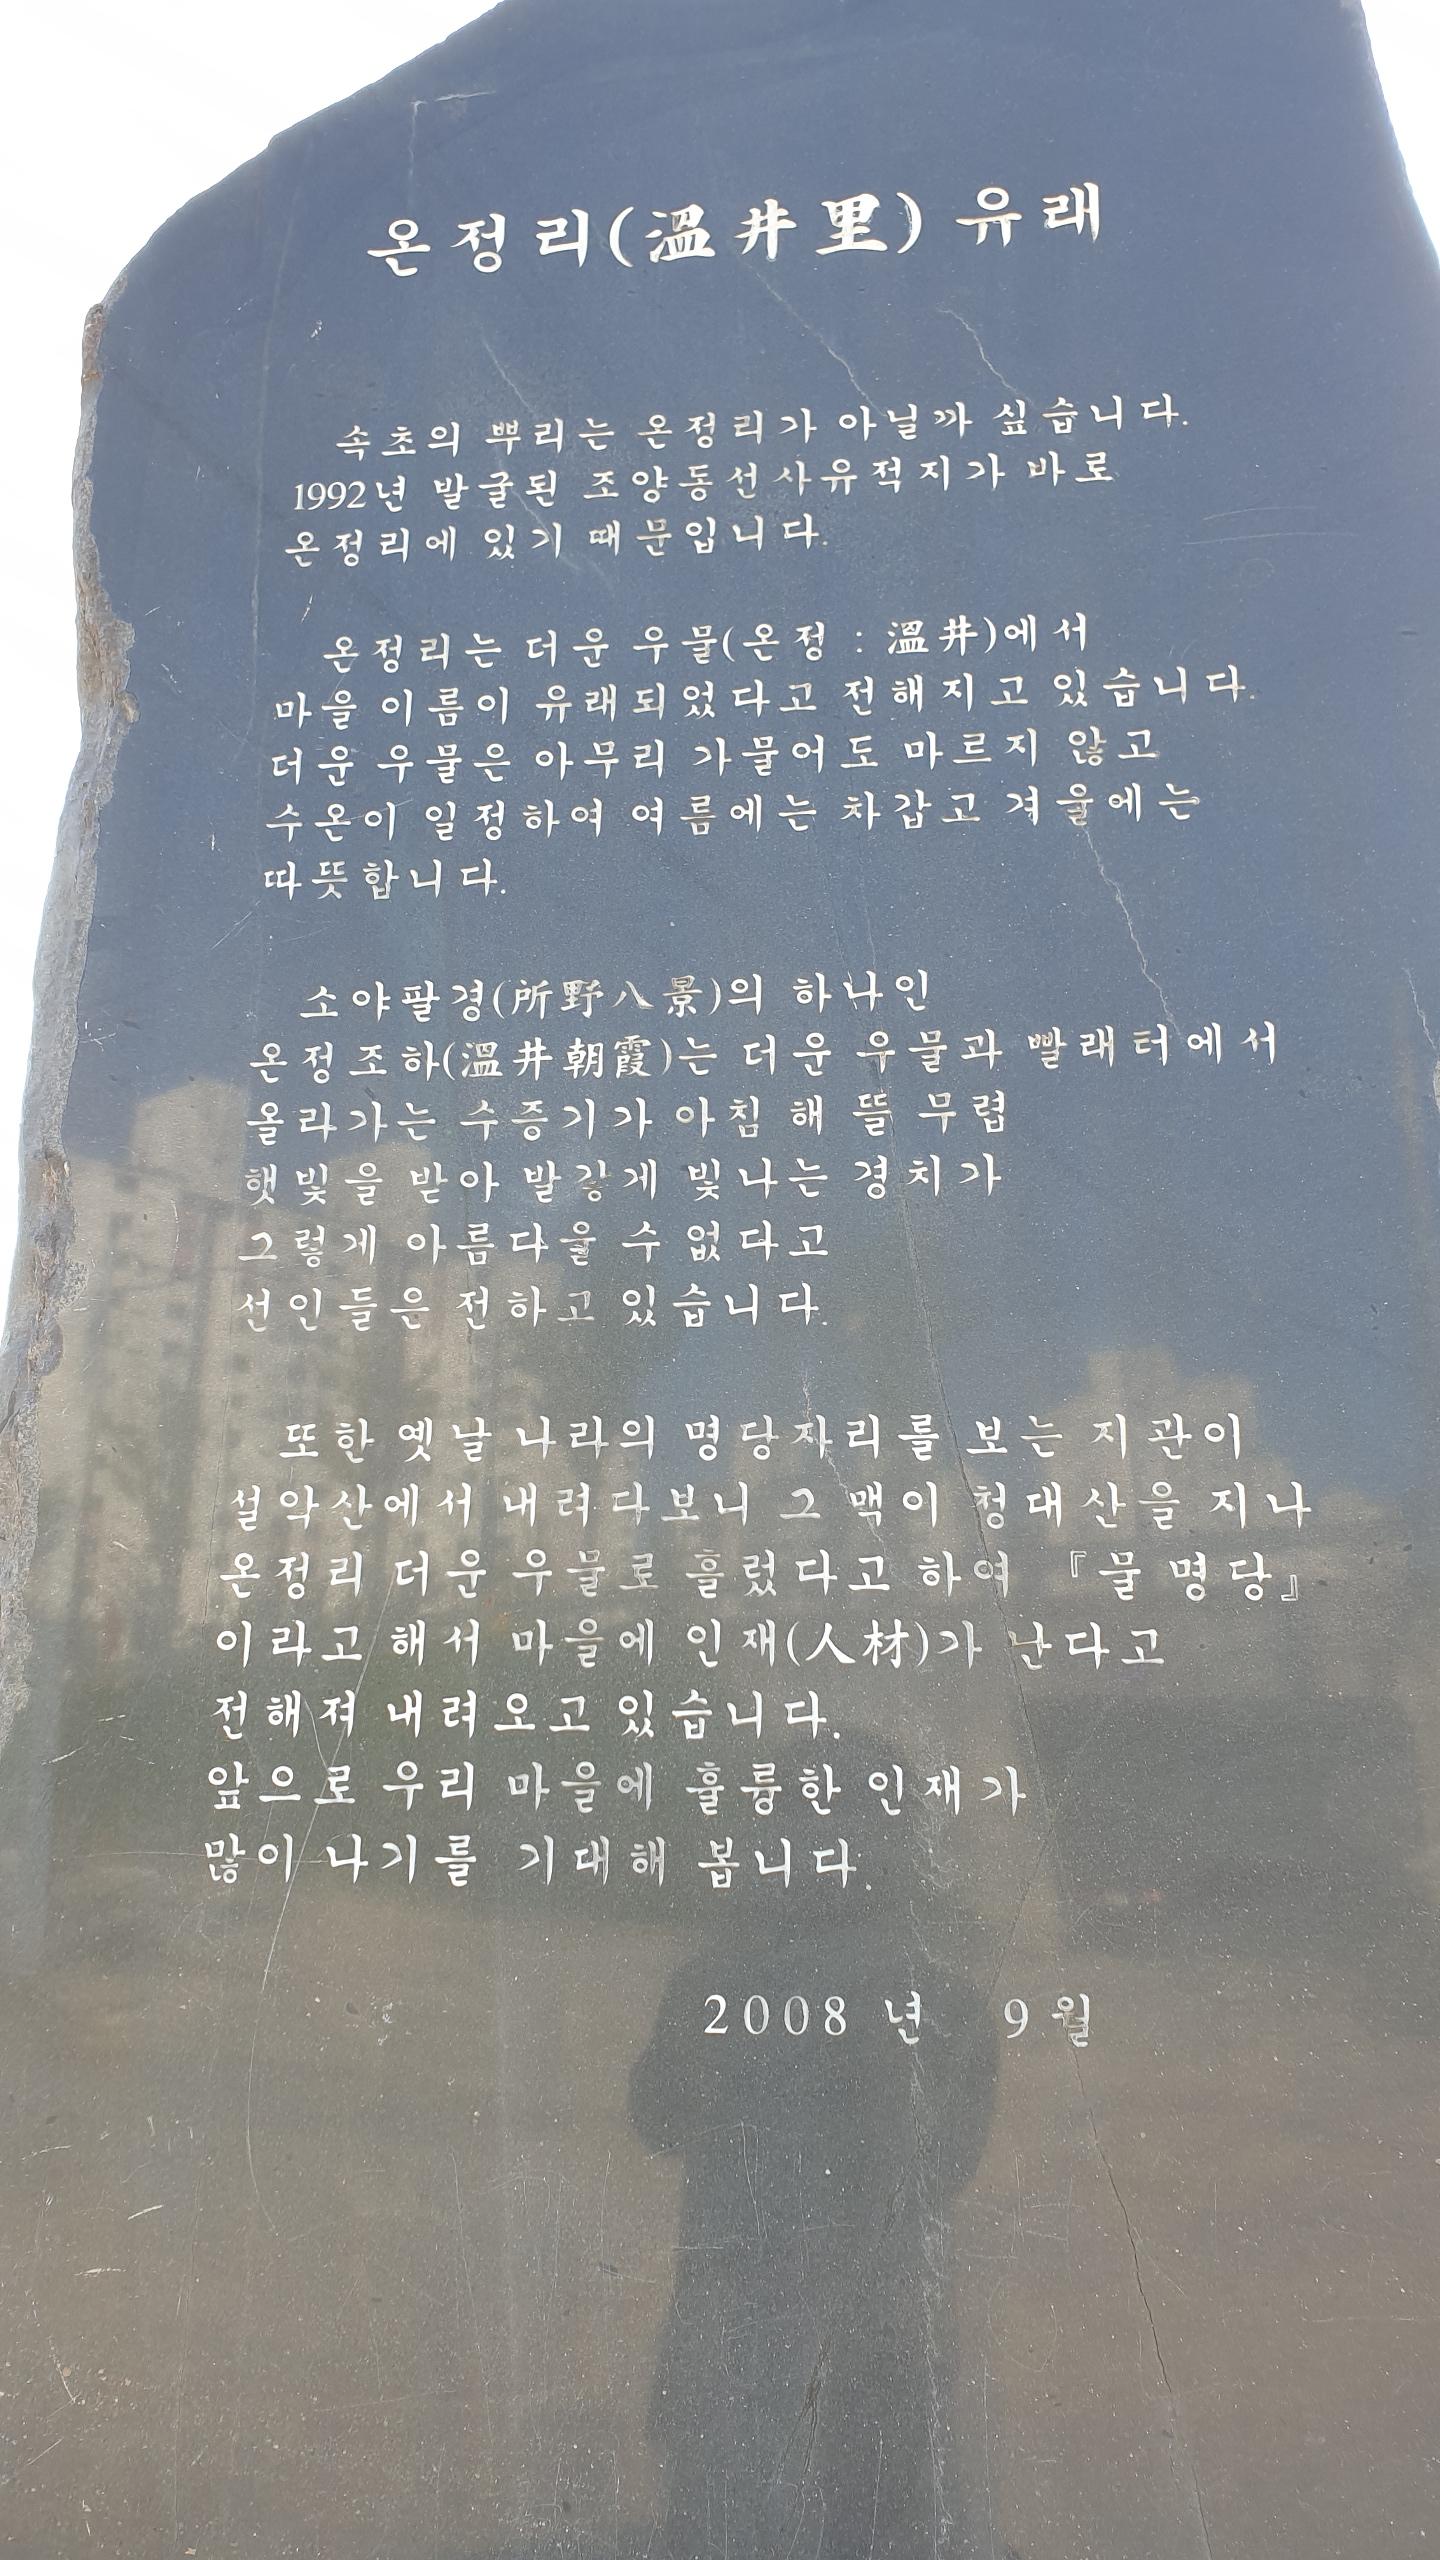 온정리(溫井里) 유래
속초의 뿌리는 온정리가 아닐까 싶습니다.
1992년 발굴된 조양동선사유적지가 바로
온정리에 있기 때문입니다.
온정리는 더운 우물(온정 : 溫井)에서
마을 이름이 유래되었다고 전해지고 있습니다.
더운 우물은 아무리 가물어도 마르지 않고
수온이 일정하여 여름에는 차갑고 겨울에는
따뜻합니다.
소야팔경(所野八景)의 하나인
온정조하(溫井朝霞)는 더운 우물과 빨래터에서
올라가는 수증기가 아침 해 뜰 무렵
햇빛을 받아 발갛게 빛나는 경치가
그렇게 아름다울 수 없다고
선인들은 전하고 있습니다.
또한 옛날 나라의 명당자리를 보는 지관이
설악산에서 내려다보니 그 맥이 청대산을 지나
온정리 더운 우물로 흘렀다고 하여 『물명당』
이라고 해서 마을에 인재(人材)가 난다고
전해져 내려오고 있습니다.
앞으로 우리 마을에 훌륭한 인재가
많이 나기를 기대해 봅니다.
2008 년 9월